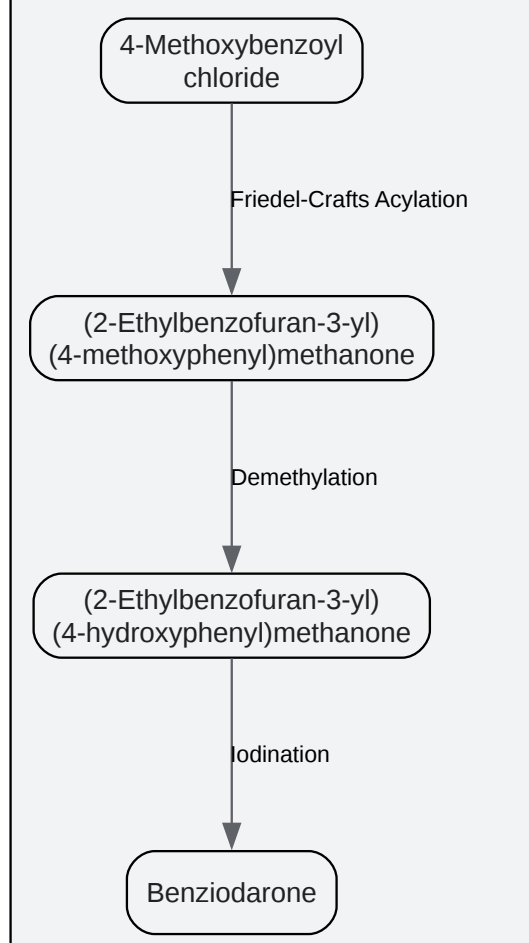 4-Methoxybenzoyl
chloride
Friedel-Crafts Acylation
(2-Ethylbenzofuran-3-yl)
(4-methoxyphenyl)methanone
Demethylation
(2-Ethylbenzofuran-3-yl)
(4-hydroxyphenyl)methanone
Iodination
Benziodarone